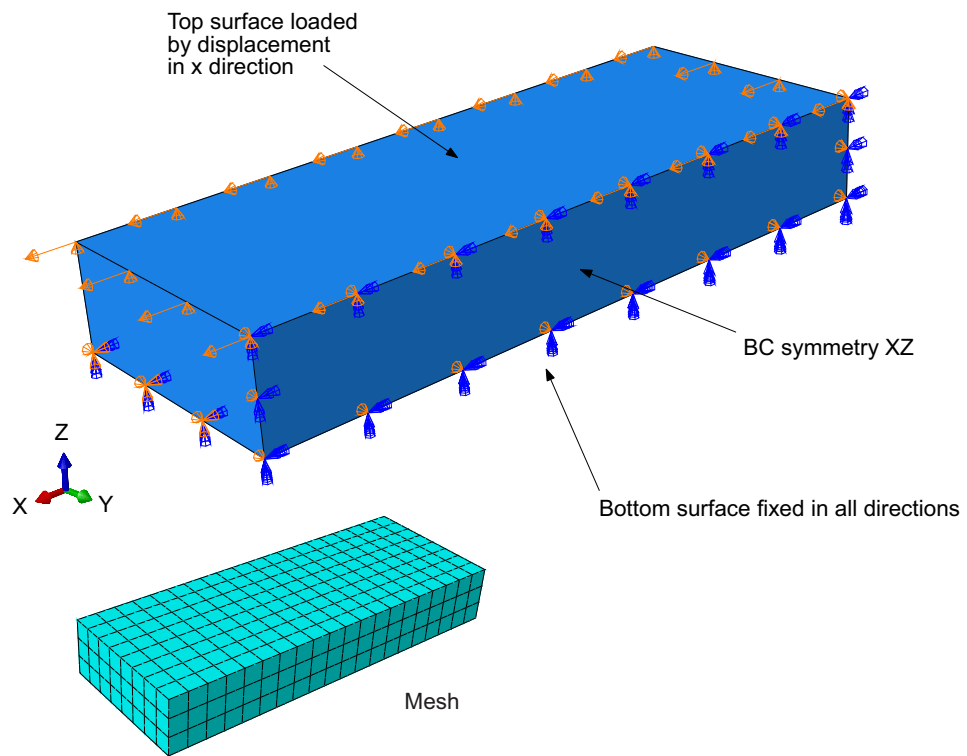 Top surface loaded
by displacement
in x direction
BC symmetry XZ
Z
X
Y
Bottom surface fixed in all directions
Mesh